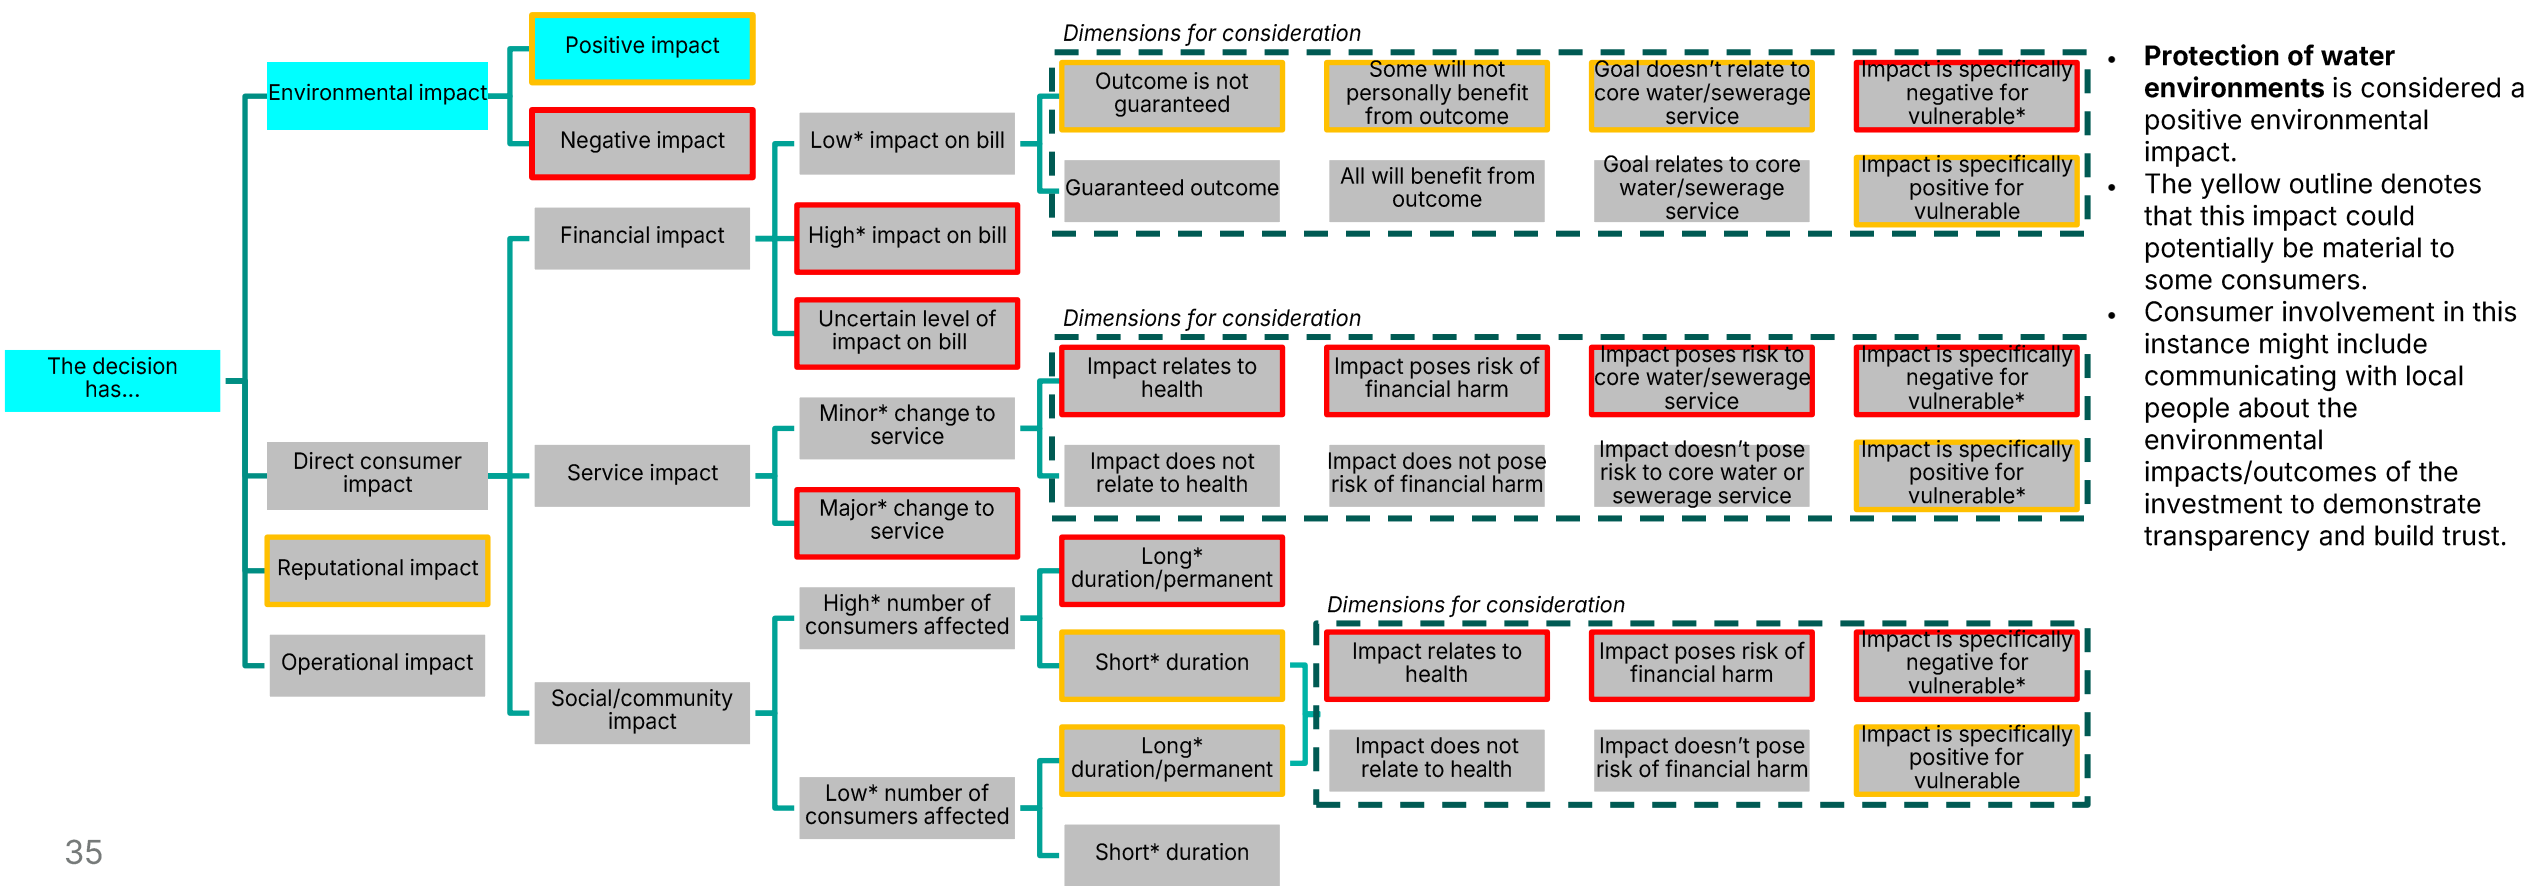 The decision
has...
Environmental impact
Direct consumer
impact
Reputational impact
Operational impact
Positive impact
Negative impact
Financial impact
Service impact
Social/community
impact
Low* impact on bill
High* impact on bill
Uncertain level of
impact on bill
Minor* change to
service
Major* change to
service
High* number of
consumers affected
Low* number of
consumers affected
Dimensions for consideration
Outcome is not
guaranteed
Some will not
personally benefit
from outcome
Goal doesn't relate to
core water/sewerage
service
Impact is specifically
negative for
vulnerable*
Guaranteed outcome
All will benefit from
outcome
Goal relates to core
water/sewerage
service
Impact is specifically
positive for
vulnerable
Dimensions for consideration
Impact relates to
health
Impact poses risk of
financial harm
Impact poses risk to
core water/sewerage
service
Impact is specifically
negative for
vulnerable*
Impact does not
relate to health
Impact does not pose
risk of financial harm
Impact doesn't pose
risk to core water or
sewerage service
Impact is specifically
positive for
vulnerable*
Long*
duration/permanent
Short* duration
Long*
duration/permanent
Short* duration
Dimensions for consideration
Impact relates to
health
Impact poses risk of
financial harm
Impact is specifically
negative for
vulnerable*
Impact does not
relate to health
Impact doesn't pose
risk of financial harm
Impact is specifically
positive for
vulnerable
• Protection of water
environments is considered a
positive environmental
impact.
• The yellow outline denotes
that this impact could
potentially be material to
some consumers.
• Consumer involvement in this
instance might include
communicating with local
people about the
environmental
impacts/outcomes of the
investment to demonstrate
transparency and build trust.
35